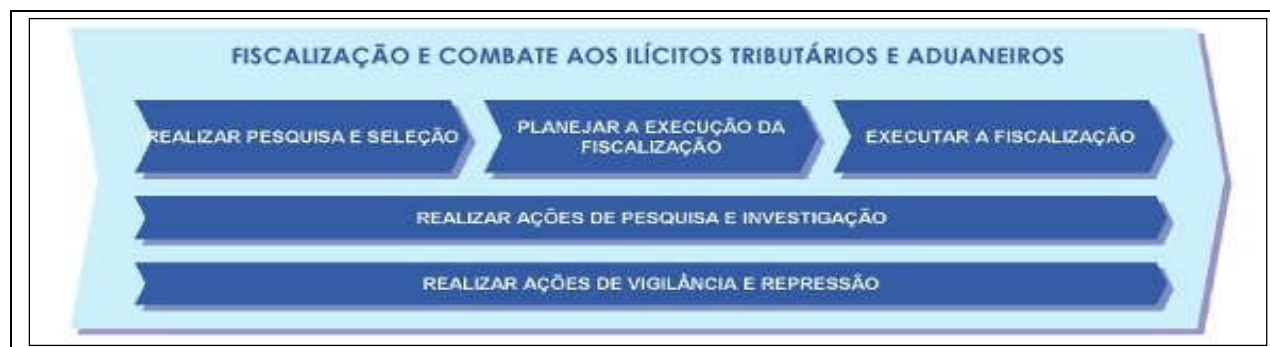 FISCALIZAÇÃO E COMBATE AOS ILÍCITOS TRIBUTÁRIOS E ADUANEIROS
REALIZAR PESQUISA E SELEÇÃO
PLANEJAR A EXECUÇÃO DA
FISCALIZAÇÃO
EXECUTAR A FISCALIZAÇÃO
REALIZAR AÇÕES DE PESQUISA E INVESTIGAÇÃO
REALIZAR AÇÕES DE VIGILÂNCIA E REPRESSÃO